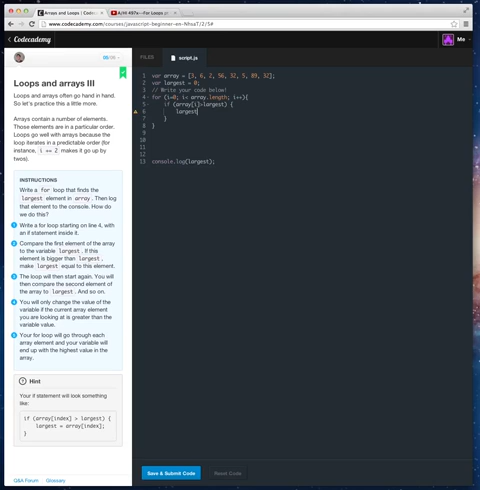 Arrays and Loops | Codec
A/H 497a-- For Loops p
www.codecademy.com/courses/javascript-beginner-en-NhsaT/2/5#
Codecademy
Me
05/06
FILES
script.js
Loops and arrays III
Loops and arrays often go hand in hand.
So let's practice this a little more.
Arrays contain a number of elements.
Those elements are in a particular order.
Loops go well with arrays because the
loop iterates in a predictable order (for
instance, i += 2 makes it go up by
twos).
INSTRUCTIONS
Write a for loop that finds the
largest element in array. Then log
that element to the console. How do
we do this?
1 Write a for loop starting on line 4, with
an if statement inside it.
2 Compare the first element of the array
to the variable largest. If this
element is bigger than largest,
make largest equal to this element.
3 The loop will then start again. You will
then compare the second element of
the array to largest. And so on.
4 You will only change the value of the
variable if the current array element
you are looking at is greater than the
variable value.
5 Your for loop will go through each
array element and your variable will
end up with the highest value in the
array.
? Hint
Your if statement will look something
like:
if (array[index] > largest) {
largest = array[index];
}
Q&A Forum Glossary
1 var array = [3, 6, 2, 56, 32, 5, 89, 32];
2 var largest = 0;
3 // Write your code below!
4 for (i=0; i< array.length; i++){
5 if (array[i]>largest) {
6 largest
7 }
8 }
9
10
11
12
13 console.log(largest);
Save & Submit Code
Reset Code